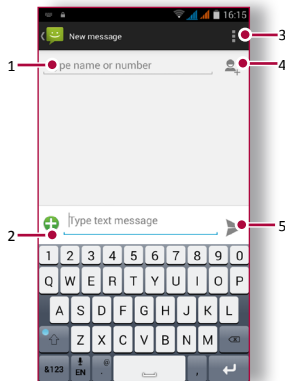 16:15
New message
3
4
1
pe name or number
2
Type text message
5
1 2 3 4 5 6 7 8 9 0
Q W E R T Y U I O P
A S D F G H J K L
Z X C V B N M
&123 EN @ . ,